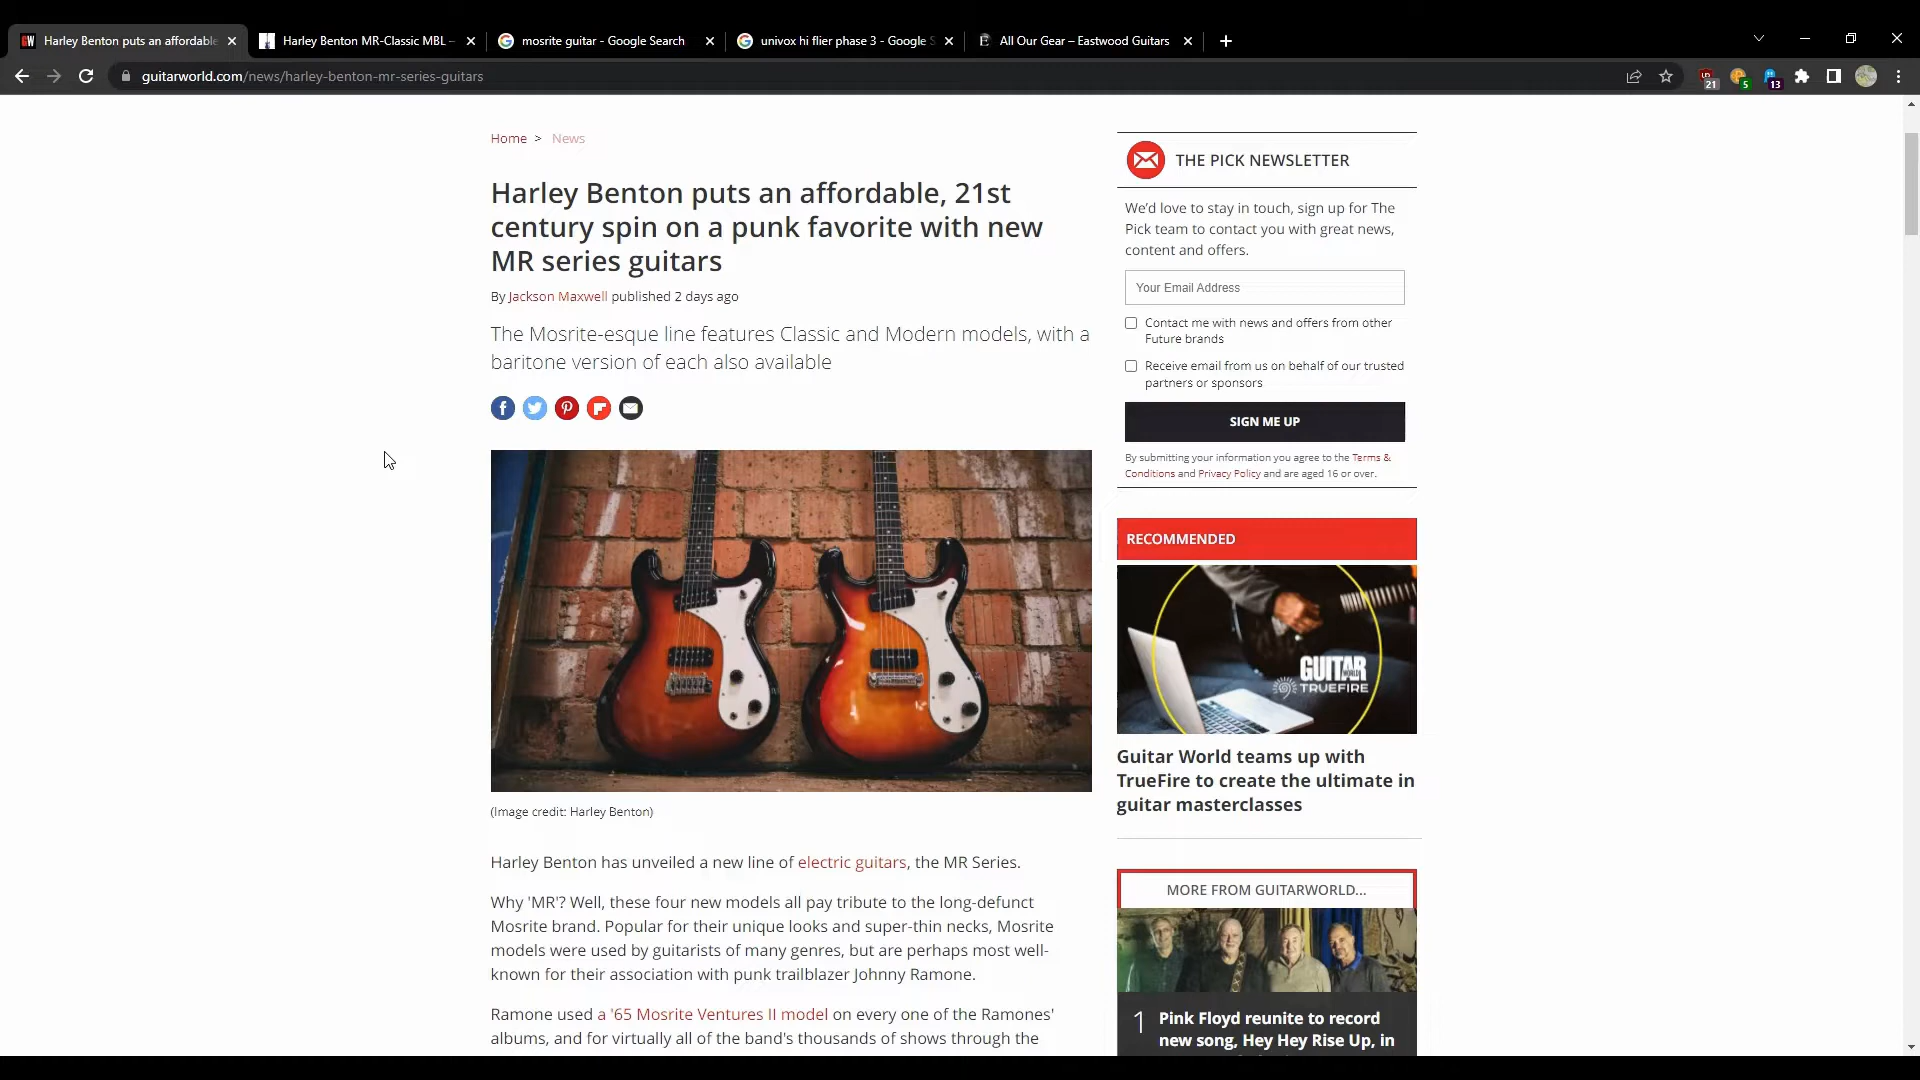 Harley Benton puts an affordable
Harley Benton MR-Classic MBL –
mosrite guitar - Google Search
univox hi flier phase 3 - Google S
All Our Gear – Eastwood Guitars
guitarworld.com/news/harley-benton-mr-series-guitars
21
5
13
Home > News
Harley Benton puts an affordable, 21st
century spin on a punk favorite with new
MR series guitars
By Jackson Maxwell published 2 days ago
The Mosrite-esque line features Classic and Modern models, with a
baritone version of each also available
(Image credit: Harley Benton)
Harley Benton has unveiled a new line of electric guitars, the MR Series.
Why 'MR'? Well, these four new models all pay tribute to the long-defunct
Mosrite brand. Popular for their unique looks and super-thin necks, Mosrite
models were used by guitarists of many genres, but are perhaps most well-
known for their association with punk trailblazer Johnny Ramone.
Ramone used a '65 Mosrite Ventures II model on every one of the Ramones'
albums, and for virtually all of the band's thousands of shows through the
THE PICK NEWSLETTER
We’d love to stay in touch, sign up for The
Pick team to contact you with great news,
content and offers.
Your Email Address
Contact me with news and offers from other
Future brands
Receive email from us on behalf of our trusted
partners or sponsors
SIGN ME UP
By submitting your information you agree to the Terms &
Conditions and Privacy Policy and are aged 16 or over.
RECOMMENDED
GUITAR
WORLD
TRUEFIRE
Guitar World teams up with
TrueFire to create the ultimate in
guitar masterclasses
MORE FROM GUITARWORLD...
1
Pink Floyd reunite to record
new song, Hey Hey Rise Up, in